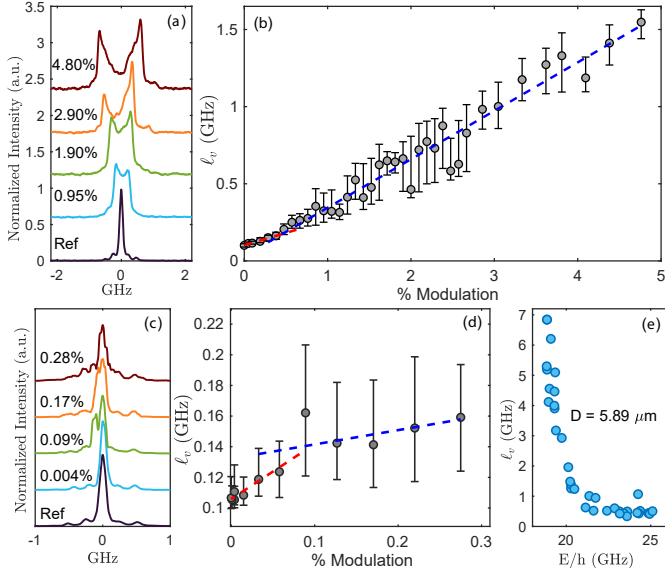 (a)
Normalized Intensity (a.u.)
3.5
3
2.5
2
1.5
1
0.5
0
4.80%
2.90%
1.90%
0.95%
Ref
-2
0
2
GHz
(b)
ℓᵥ (GHz)
1.5
1
0.5
0
0
1
2
3
4
5
% Modulation
(c)
Normalized Intensity (a.u.)
0.28%
0.17%
0.09%
0.004%
Ref
-1
0
1
GHz
(d)
ℓᵥ (GHz)
0.22
0.2
0.18
0.16
0.14
0.12
0.1
0
0.1
0.2
0.3
% Modulation
(e)
ℓᵥ (GHz)
7
6
5
4
3
2
1
0
D = 5.89 μm
20
25
E/h (GHz)